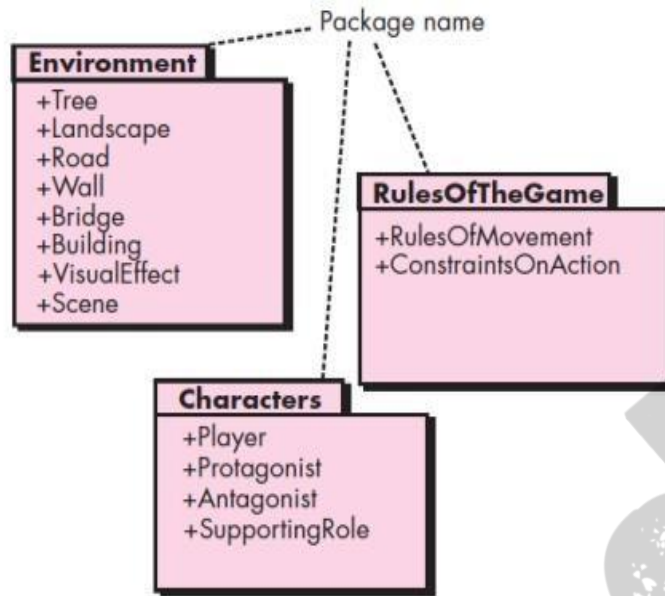 Package name
Environment
+Tree
+Landscape
+Road
+Wall
+Bridge
+Building
+VisualEffect
+Scene
RulesOfTheGame
+RulesOfMovement
+ConstraintsOnAction
Characters
+Player
+Protagonist
+Antagonist
+SupportingRole